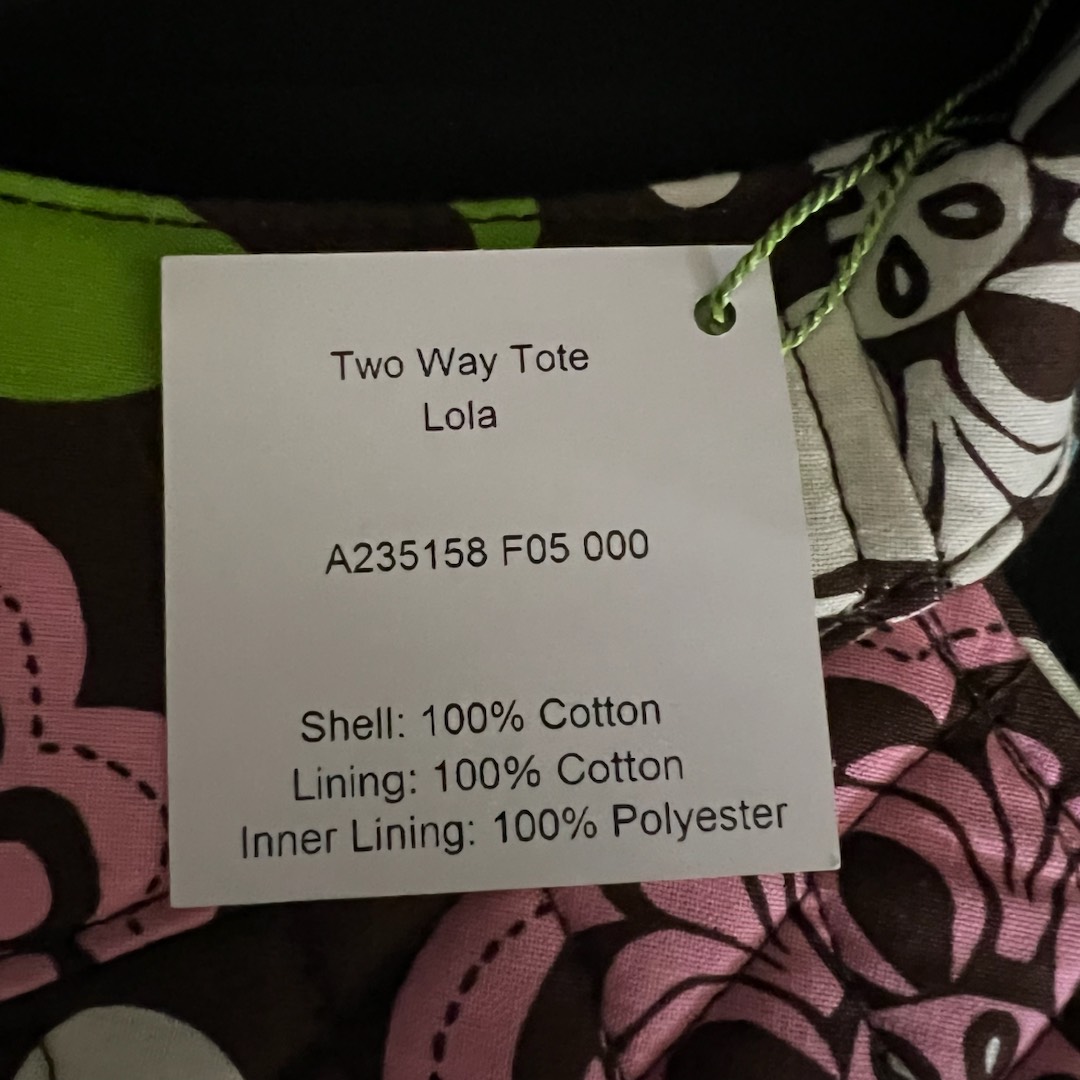 Two Way Tote
Lola
A235158 F05 000
Shell: 100% Cotton
Lining: 100% Cotton
Inner Lining: 100% Polyester